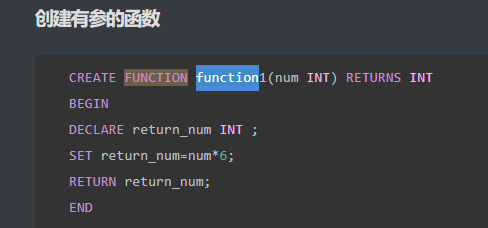 创建有参的函数
CREATE FUNCTION function1(num INT) RETURNS INT
BEGIN
DECLARE return_num INT ;
SET return_num=num*6;
RETURN return_num;
END